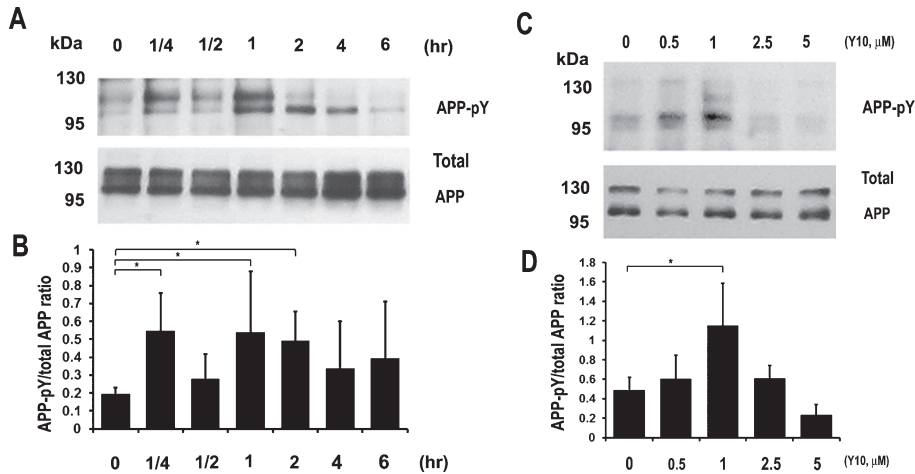 A
kDa 0 1/4 1/2 1 2 4 6 (hr)
130
95
APP-pY
130
95
Total
APP
B
APP-pY/total APP ratio
1
0.9
0.8
0.7
0.6
0.5
0.4
0.3
0.2
0.1
0
* * *
0 1/4 1/2 1 2 4 6 (hr)
C
kDa 0 0.5 1 2.5 5 (Y10, µM)
130
95
APP-pY
130
95
Total
APP
D
APP-pY/total APP ratio
1.8
1.6
1.4
1.2
1
0.8
0.6
0.4
0.2
0
*
0 0.5 1 2.5 5 (Y10, µM)